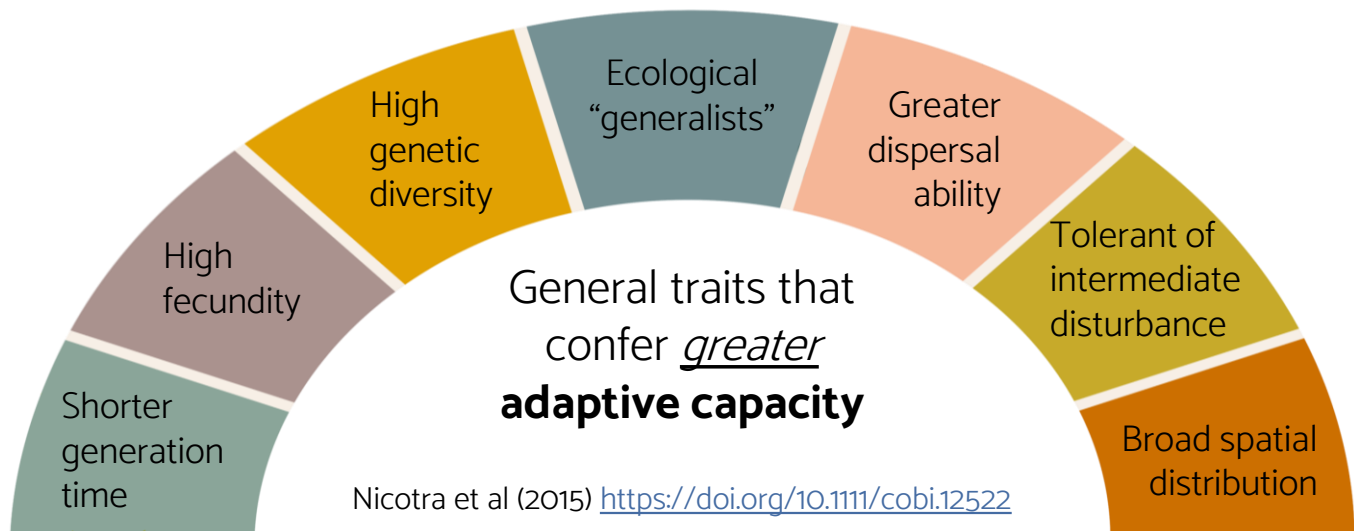 Shorter
generation
time
High
fecundity
High
genetic
diversity
Ecological
“generalists”
Greater
dispersal
ability
Tolerant of
intermediate
disturbance
Broad spatial
distribution
General traits that
confer greater
adaptive capacity
Nicotra et al (2015) https://doi.org/10.1111/cobi.12522